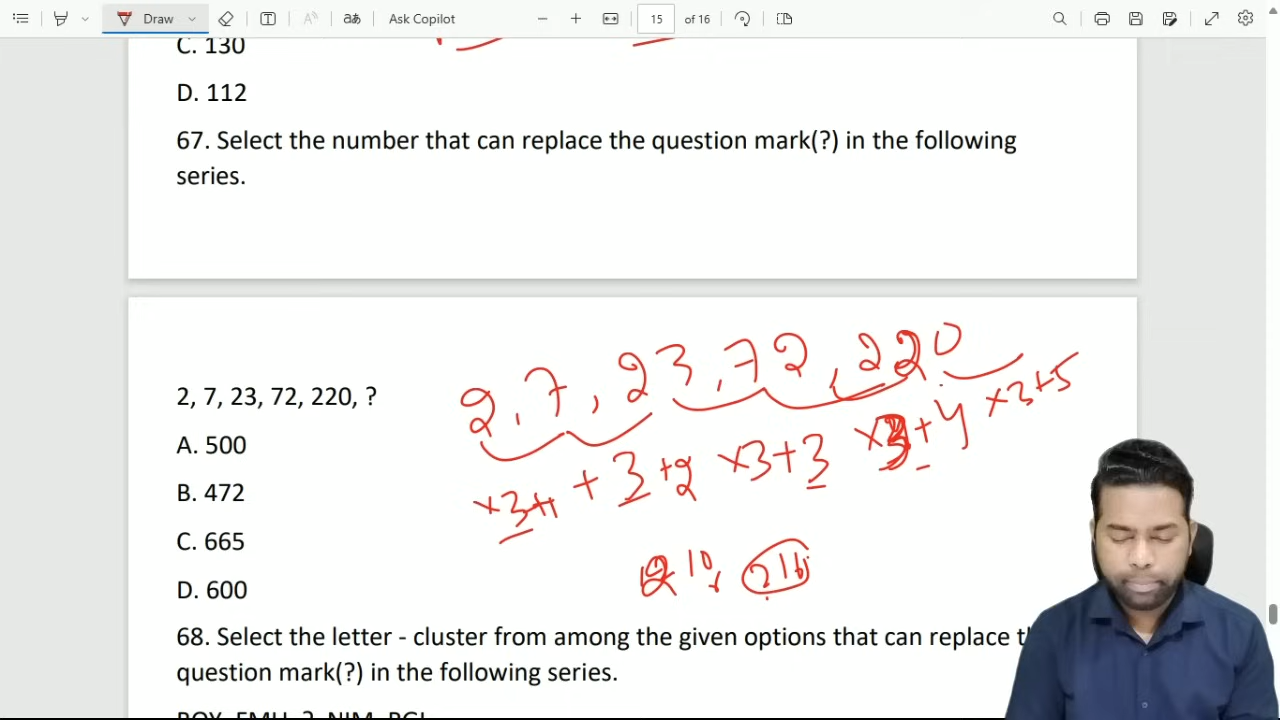 Draw
Ask Copilot
15 of 16
C. 130
D. 112
67. Select the number that can replace the question mark(?) in the following
series.
2, 7, 23, 72, 220
×3+1 +3+2 ×3+3 ×3+4 ×3+5
2, 7, 23, 72, 220, ?
A. 500
B. 472
C. 665
D. 600
216
68. Select the letter - cluster from among the given options that can replace
question mark(?) in the following series.